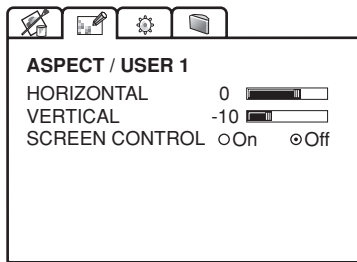 ASPECT / USER 1
HORIZONTAL 0
VERTICAL -10
SCREEN CONTROL On Off